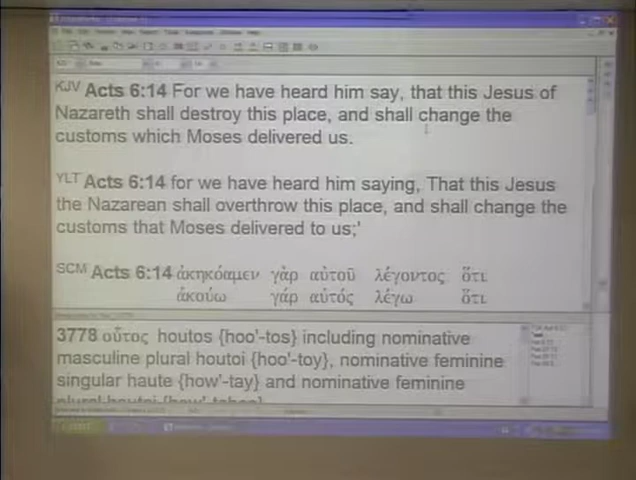 KJV Acts 6:14 For we have heard him say, that this Jesus of
Nazareth shall destroy this place, and shall change the
customs which Moses delivered us.
YLT Acts 6:14 for we have heard him saying, That this Jesus
the Nazarean shall overthrow this place, and shall change the
customs that Moses delivered to us;'
SCM Acts 6:14 ἀκηκόαμεν γὰρ αὐτοῦ λέγοντος ὅτι
ἀκούω γάρ αὐτός λέγω ὅτι
3778 οὗτος houtos {hoo'-tos} including nominative
masculine plural houtoi {hoo'-toy}, nominative feminine
singular haute {how'-tay} and nominative feminine